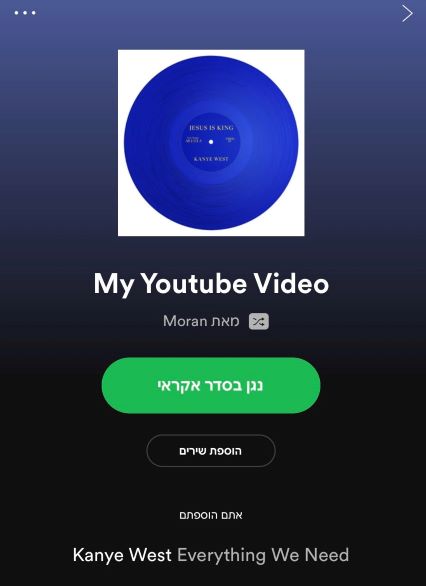 JESUS IS KING
KANYE WEST
My Youtube Video
מאת Moran
נגן בסדר אקראי
הוספת שירים
אתם הוספתם
Kanye West Everything We Need